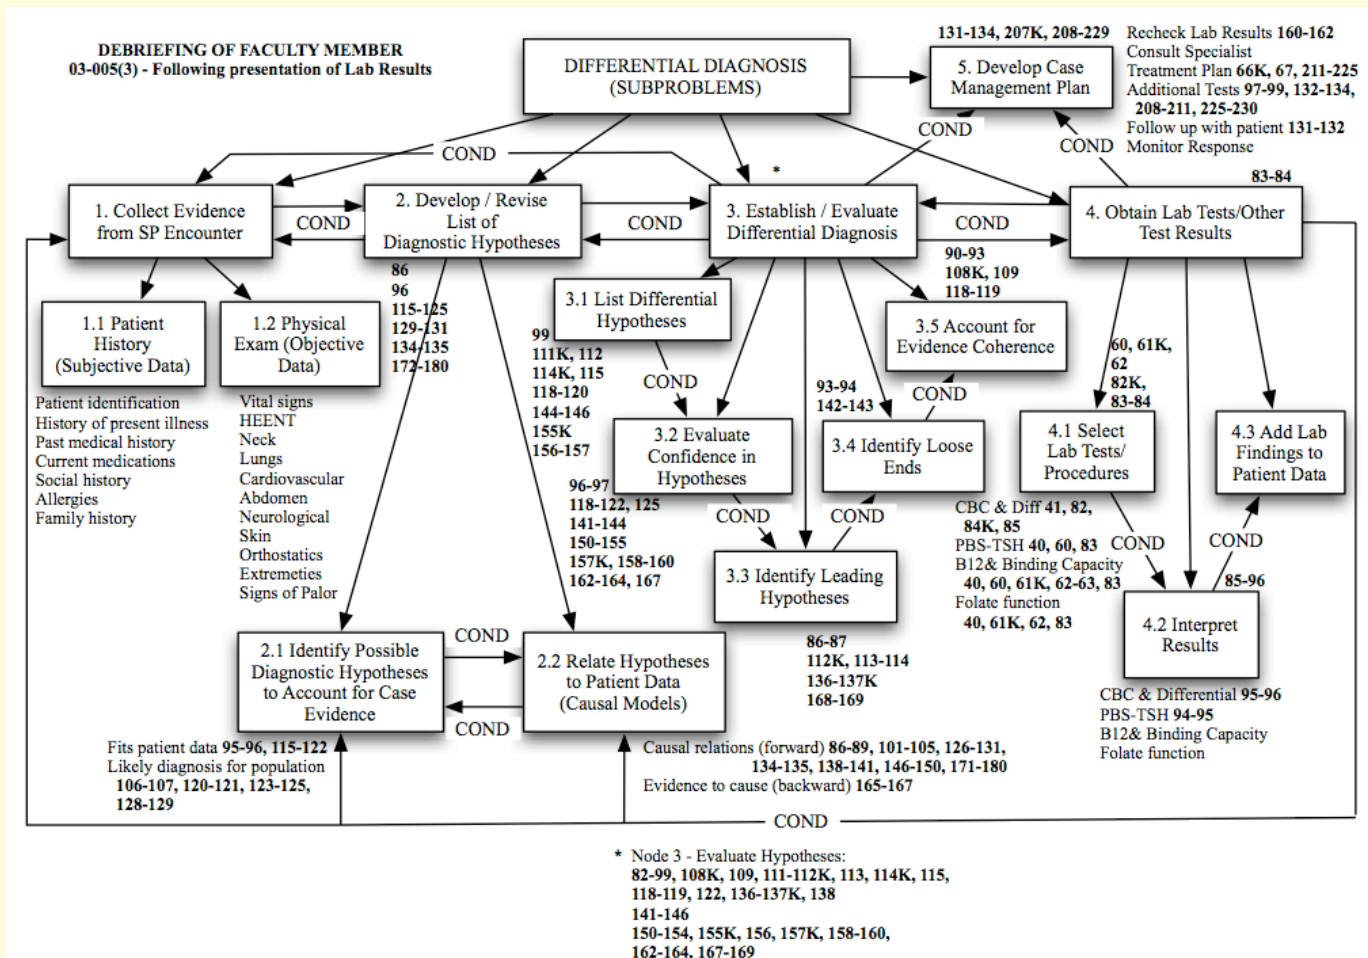 DEBRIEFING OF FACULTY MEMBER
03-005(3) - Following presentation of Lab Results
DIFFERENTIAL DIAGNOSIS
(SUBPROBLEMS)
131-134, 207K, 208-229
5. Develop Case
Management Plan
Recheck Lab Results 160-162
Consult Specialist
Treatment Plan 66K, 67, 211-225
Additional Tests 97-99, 132-134,
208-211, 225-230
Follow up with patient 131-132
Monitor Response
COND
COND
COND
*
83-84
1. Collect Evidence
from SP Encounter
COND
2. Develop / Revise
List of
Diagnostic Hypotheses
COND
3. Establish / Evaluate
Differential Diagnosis
COND
4. Obtain Lab Tests/Other
Test Results
86
96
115-125
129-131
134-135
172-180
90-93
108K, 109
118-119
1.1 Patient
History
(Subjective Data)
1.2 Physical
Exam (Objective
Data)
3.1 List Differential
Hypotheses
3.5 Account for
Evidence Coherence
99
111K, 112
114K, 115
118-120
144-146
155K
156-157
COND
COND
93-94
142-143
60, 61K,
62
82K,
83-84
Patient identification
History of present illness
Past medical history
Current medications
Social history
Allergies
Family history
Vital signs
HEENT
Neck
Lungs
Cardiovascular
Abdomen
Neurological
Skin
Orthostatics
Extremeties
Signs of Palor
3.2 Evaluate
Confidence in
Hypotheses
3.4 Identify Loose
Ends
4.1 Select
Lab Tests/
Procedures
4.3 Add Lab
Findings to
Patient Data
96-97
118-122, 125
141-144
150-155
157K, 158-160
162-164, 167
COND
COND
CBC & Diff 41, 82,
84K, 85
PBS-TSH 40, 60, 83
B12& Binding Capacity
40, 60, 61K, 62-63, 83
Folate function
40, 61K, 62, 83
COND
COND
3.3 Identify Leading
Hypotheses
85-96
4.2 Interpret
Results
86-87
112K, 113-114
136-137K
168-169
2.1 Identify Possible
Diagnostic Hypotheses
to Account for Case
Evidence
COND
COND
2.2 Relate Hypotheses
to Patient Data
(Causal Models)
CBC & Differential 95-96
PBS-TSH 94-95
B12& Binding Capacity
Folate function
Fits patient data 95-96, 115-122
Likely diagnosis for population
106-107, 120-121, 123-125,
128-129
Causal relations (forward) 86-89, 101-105, 126-131,
134-135, 138-141, 146-150, 171-180
Evidence to cause (backward) 165-167
COND
* Node 3 - Evaluate Hypotheses:
82-99, 108K, 109, 111-112K, 113, 114K, 115,
118-119, 122, 136-137K, 138
141-146
150-154, 155K, 156, 157K, 158-160,
162-164, 167-169